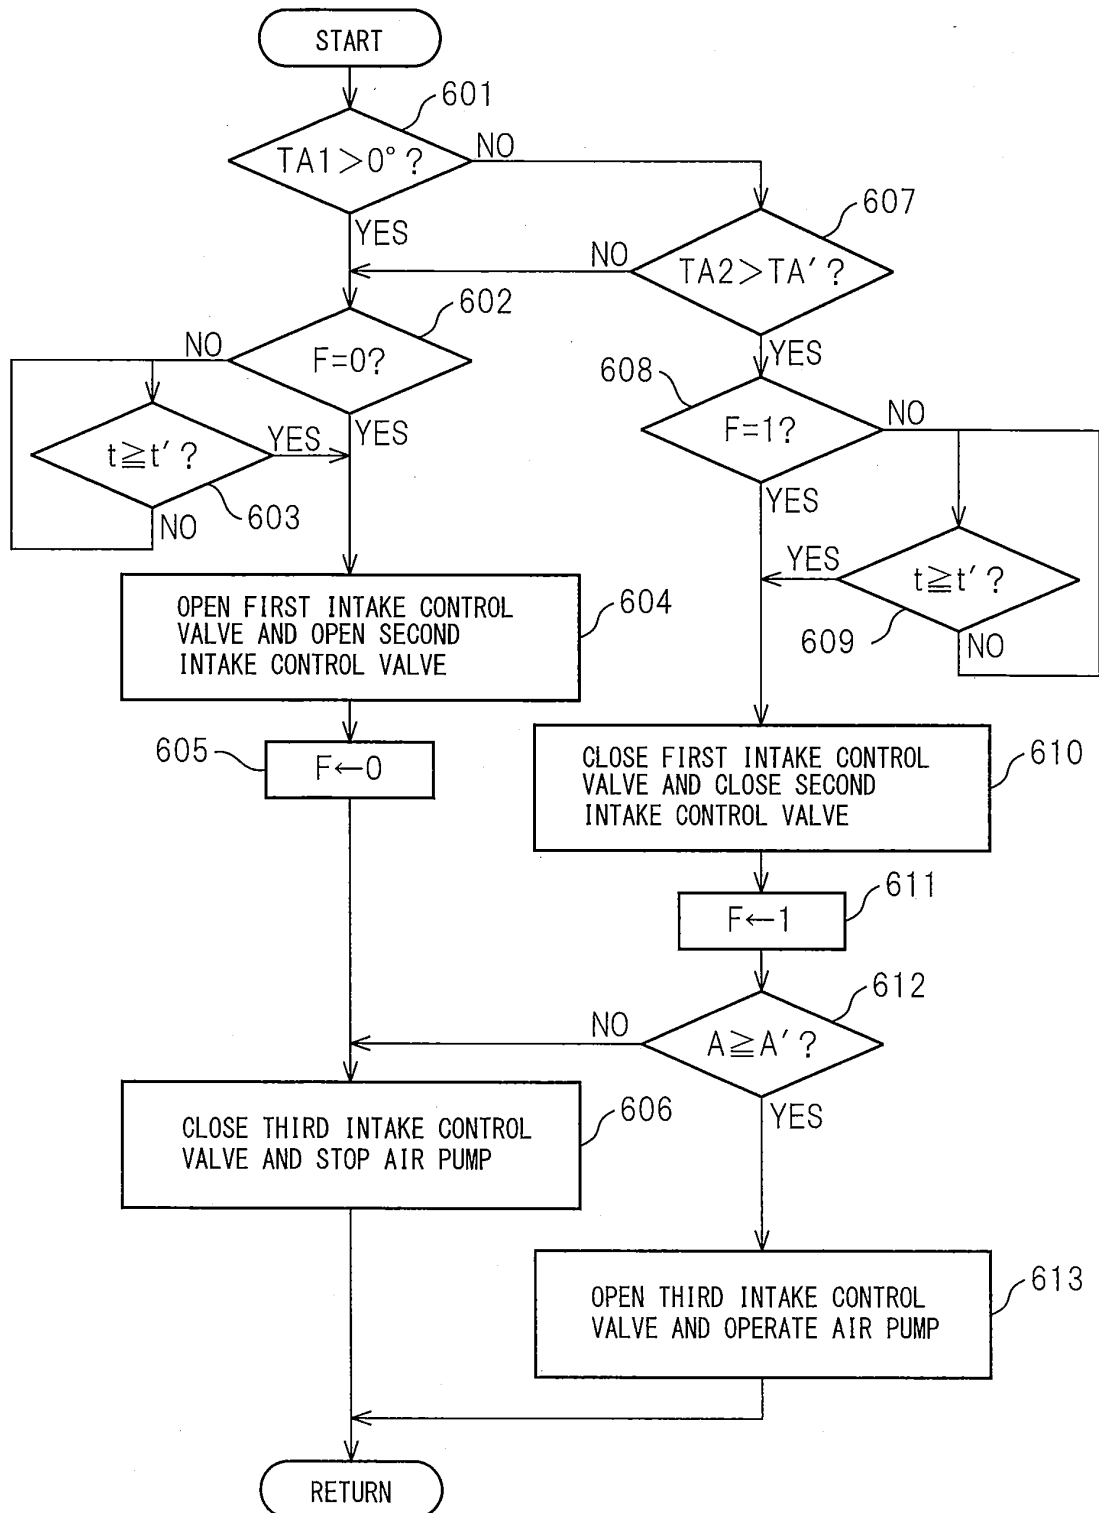 START
601
TA1>0°?
NO
YES
607
TA2>TA′?
NO
YES
602
F=0?
NO
YES
608
F=1?
NO
YES
t≧t′?
YES
603
NO
t≧t′?
YES
609
NO
OPEN FIRST INTAKE CONTROL
VALVE AND OPEN SECOND
INTAKE CONTROL VALVE
604
605
F←0
CLOSE FIRST INTAKE CONTROL
VALVE AND CLOSE SECOND
INTAKE CONTROL VALVE
610
F←1
611
612
A≧A′?
NO
YES
CLOSE THIRD INTAKE CONTROL
VALVE AND STOP AIR PUMP
606
OPEN THIRD INTAKE CONTROL
VALVE AND OPERATE AIR PUMP
613
RETURN